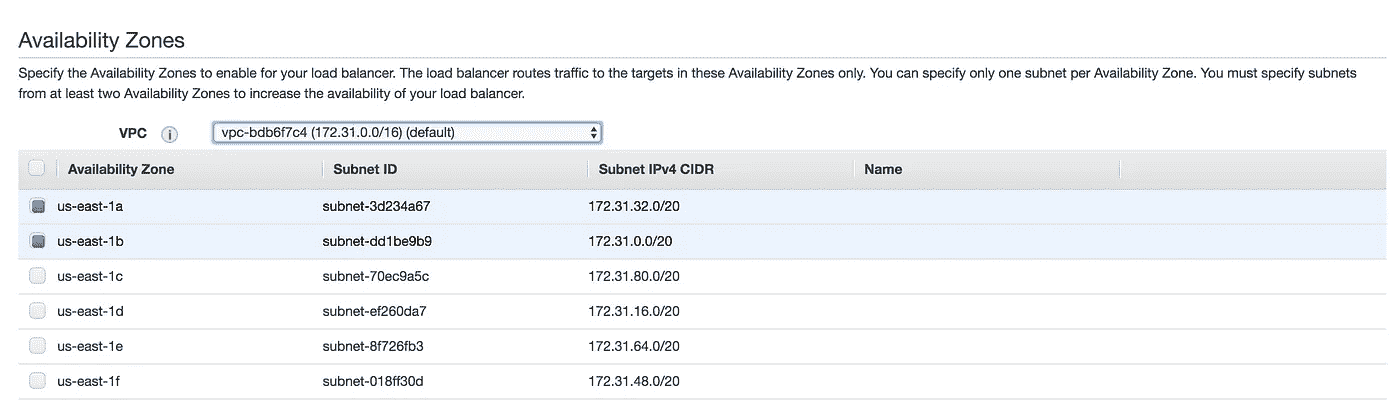 Availability Zones
Specify the Availability Zones to enable for your load balancer. The load balancer routes traffic to the targets in these Availability Zones only. You can specify only one subnet per Availability Zone. You must specify subnets
from at least two Availability Zones to increase the availability of your load balancer.
VPC i vpc-bdb6f7c4 (172.31.0.0/16) (default)
Availability Zone Subnet ID Subnet IPv4 CIDR Name
us-east-1a subnet-3d234a67 172.31.32.0/20
us-east-1b subnet-dd1be9b9 172.31.0.0/20
us-east-1c subnet-70ec9a5c 172.31.80.0/20
us-east-1d subnet-ef260da7 172.31.16.0/20
us-east-1e subnet-8f726fb3 172.31.64.0/20
us-east-1f subnet-018ff30d 172.31.48.0/20